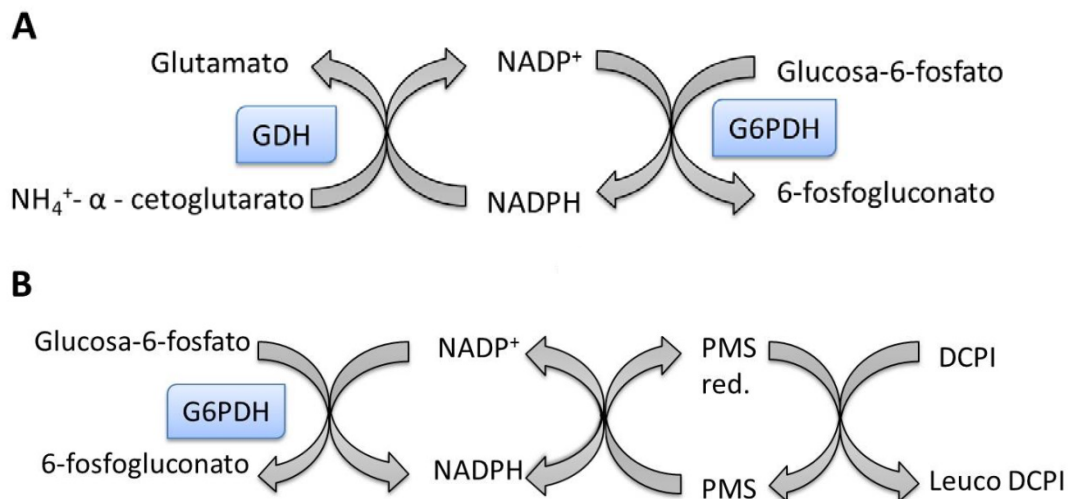 A
Glutamato
NADP⁺
Glucosa-6-fosfato
GDH
G6PDH
NH₄⁺- α - cetoglutarato
NADPH
6-fosfogluconato
B
Glucosa-6-fosfato
NADP⁺
PMS
red.
DCPI
G6PDH
6-fosfogluconato
NADPH
PMS
Leuco DCPI